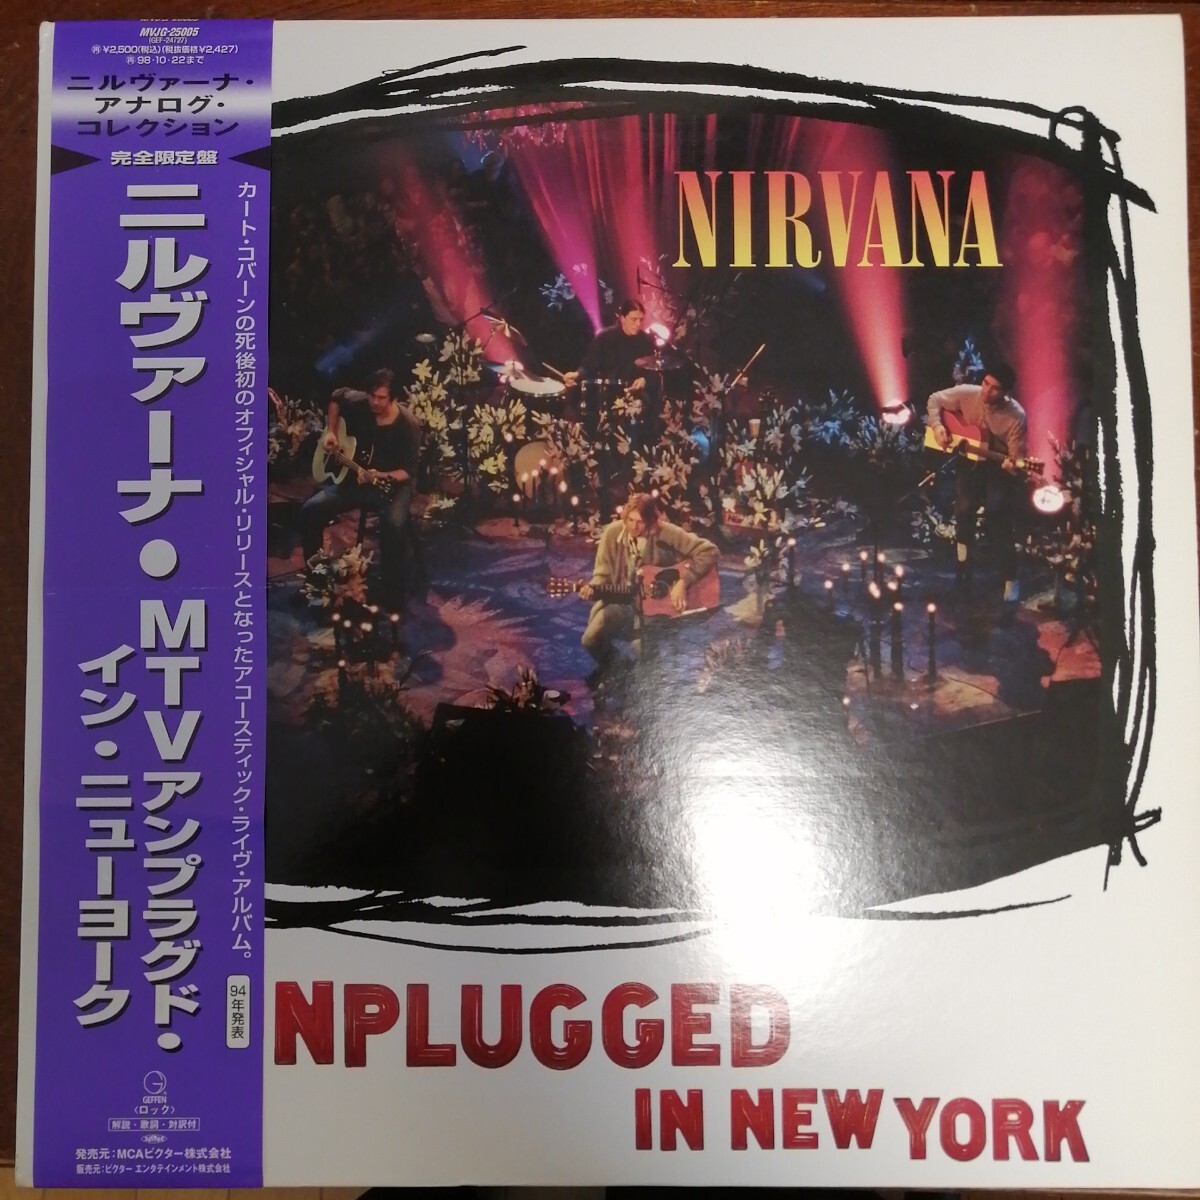 MVJG-25005
(GEF-24727)
㊑¥2,500(税込)(税抜価格¥2,427)
98·10·22まで
ニルヴァーナ・
アナログ・
コレクション
完全限定盤
カート・コバーンの死後初のオフィシャル・リリースとなったアコースティック・ライヴ・アルバム。
94年発表
ニルヴァーナ・MTVアンプラグド・
イン・ニューヨーク
GEFFEN
〈ロック〉
解説・歌詞・対訳付
発売元:MCAビクター株式会社
販売元:ビクター エンタテインメント株式会社
NIRVANA
NPLUGGED
IN NEW YORK